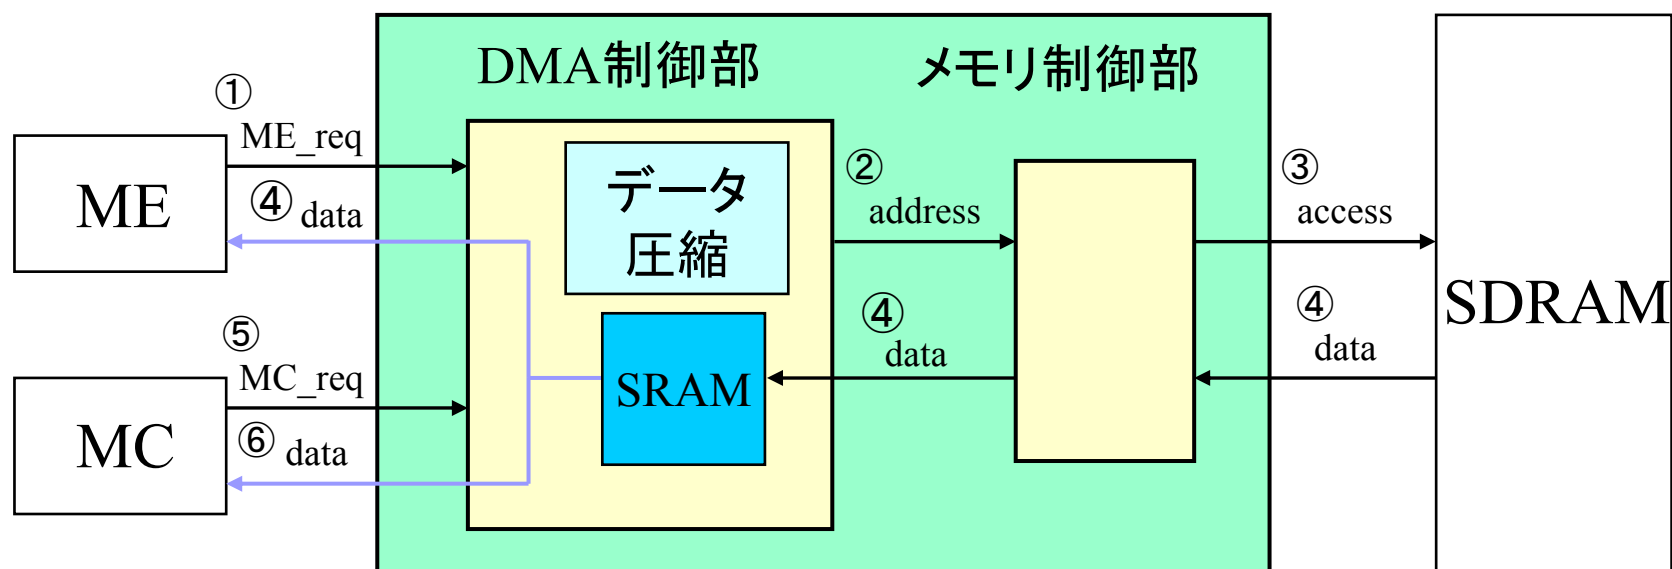 DMA制御部
メモリ制御部
①
ME_req
ME
④ data
データ
圧縮
②
address
③
access
SDRAM
⑤
MC_req
MC
⑥ data
SRAM
④
data
④
data